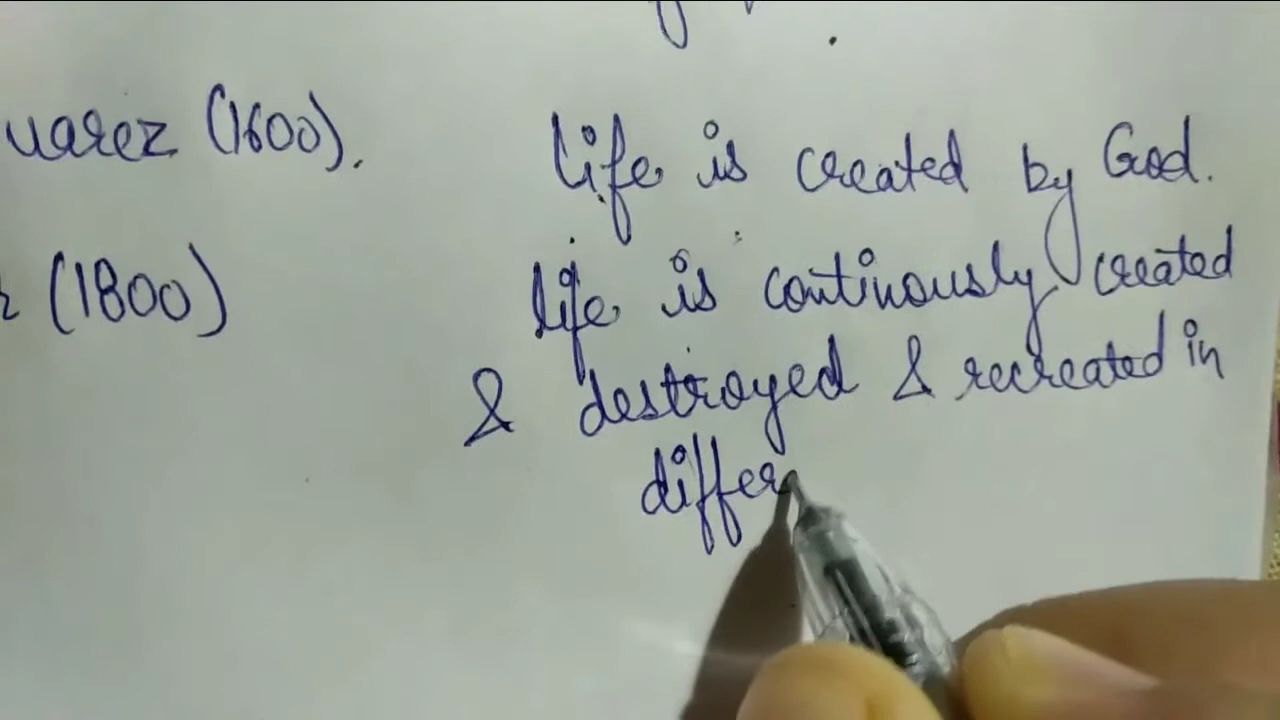 uarez (1600). life is created by God.
(1800) life is continously created
& destroyed & recreated in
differ